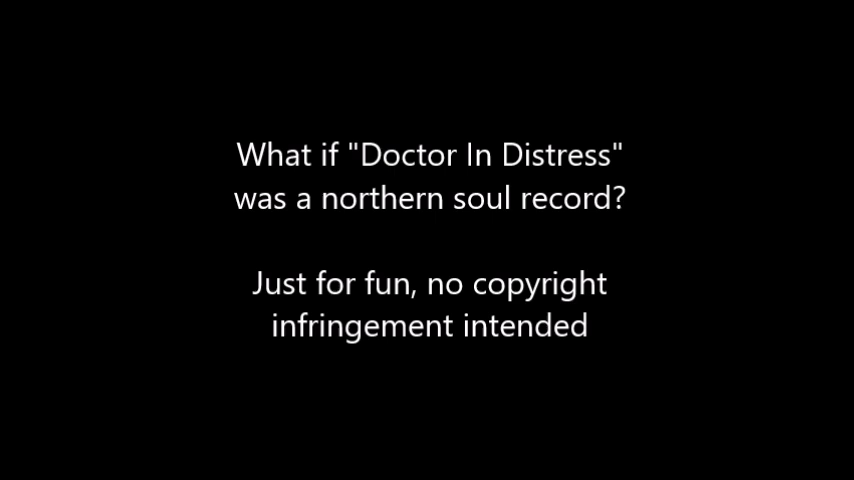 What if "Doctor In Distress"
was a northern soul record?
Just for fun, no copyright
infringement intended